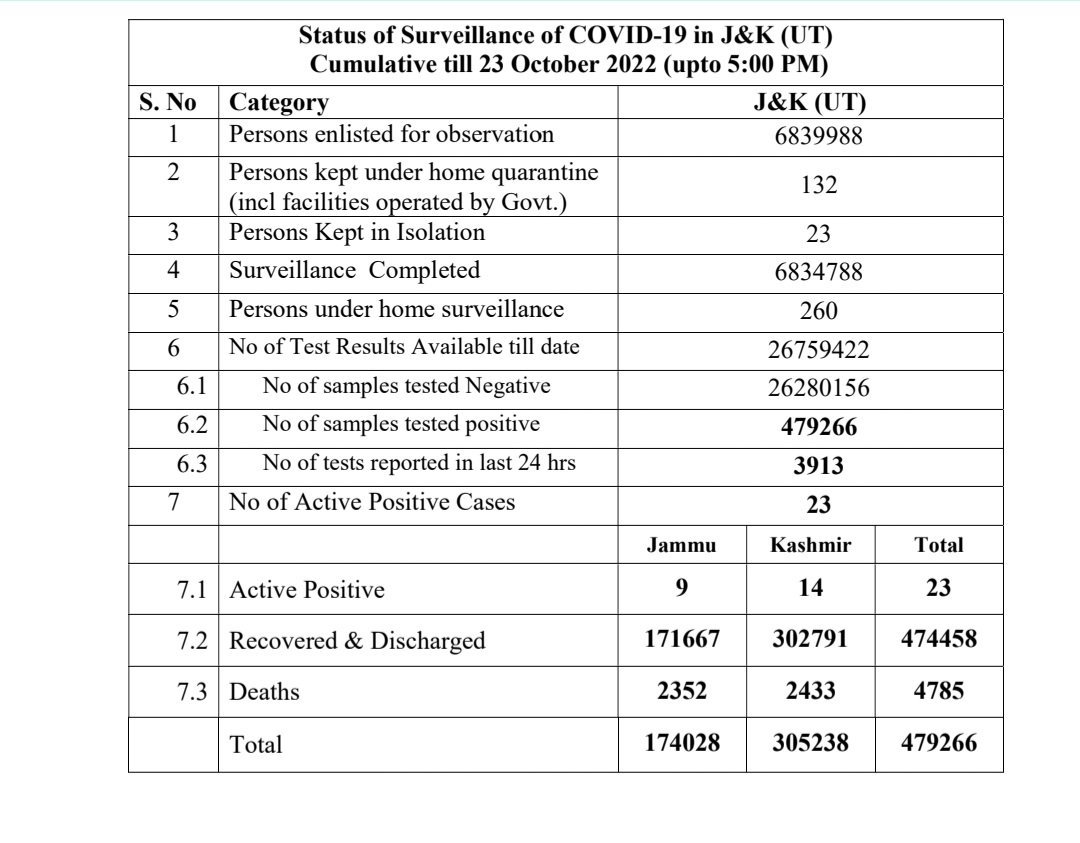 Status of Surveillance of COVID-19 in J&K (UT)
Cumulative till 23 October 2022 (upto 5:00 PM)
S. No Category J&K (UT)
1 Persons enlisted for observation 6839988
2 Persons kept under home quarantine
(incl facilities operated by Govt.) 132
3 Persons Kept in Isolation 23
4 Surveillance Completed 6834788
5 Persons under home surveillance 260
6 No of Test Results Available till date 26759422
6.1 No of samples tested Negative 26280156
6.2 No of samples tested positive 479266
6.3 No of tests reported in last 24 hrs 3913
7 No of Active Positive Cases 23
Jammu Kashmir Total
7.1 Active Positive 9 14 23
7.2 Recovered & Discharged 171667 302791 474458
7.3 Deaths 2352 2433 4785
Total 174028 305238 479266